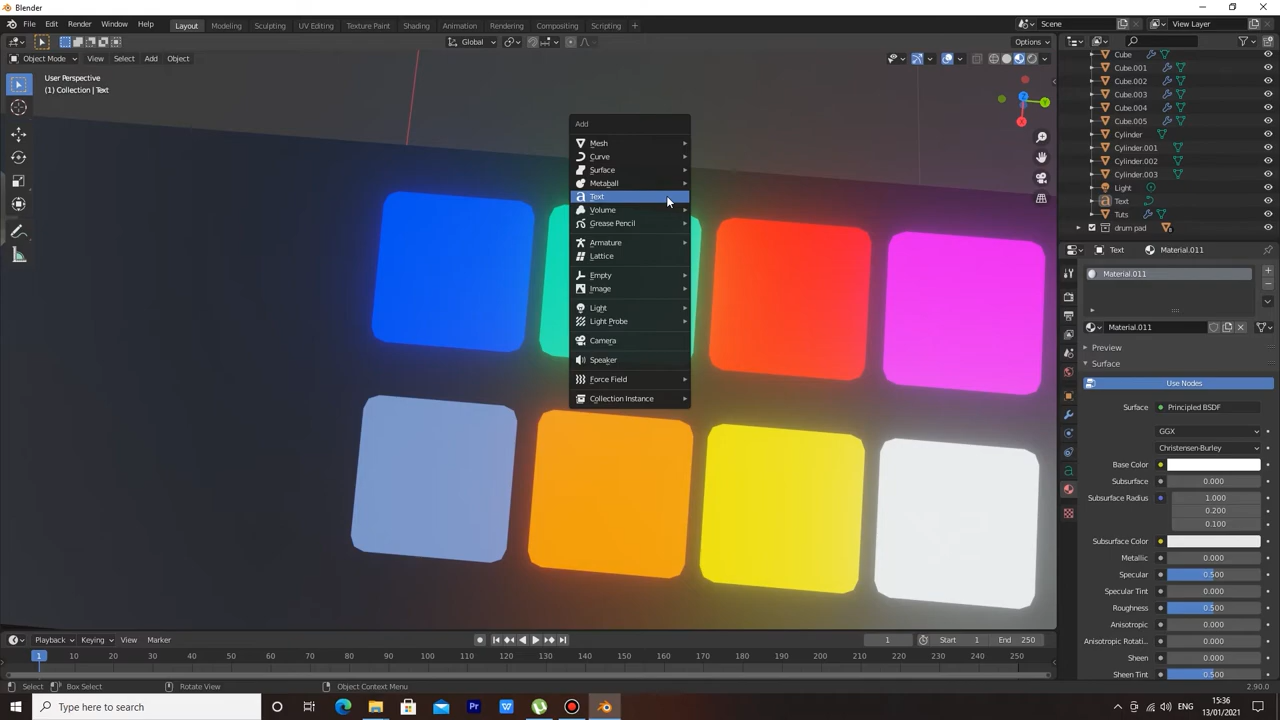 Blender
File Edit Render Window Help Layout Modeling Sculpting UV Editing Texture Paint Shading Animation Rendering Compositing Scripting + Scene View Layer
Global Options
Object Mode View Select Add Object
User Perspective
(1) Collection | Text
Add
Mesh
Curve
Surface
Metaball
Text
Volume
Grease Pencil
Armature
Lattice
Empty
Image
Light
Light Probe
Camera
Speaker
Force Field
Collection Instance
Cube
Cube.001
Cube.002
Cube.003
Cube.004
Cube.005
Cylinder
Cylinder.001
Cylinder.002
Cylinder.003
Light
Text
Tuts
drum pad
Text Material.011
Material.011
Material.011
Preview
Surface
Use Nodes
Surface Principled BSDF
GGX
Christensen-Burley
Base Color
Subsurface 0.000
Subsurface Radius 1.000
0.200
0.100
Subsurface Color
Metallic 0.000
Specular 0.500
Specular Tint 0.000
Roughness 0.500
Anisotropic 0.000
Anisotropic Rotati... 0.000
Sheen 0.000
Sheen Tint 0.500
Playback Keying View Marker 1 Start 1 End 250
1 10 20 30 40 50 60 70 80 90 100 110 120 130 140 150 160 170 180 190 200 210 220 230 240 250
Select Box Select Rotate View Object Context Menu 2.90.0
Type here to search
15:36
13/01/2021